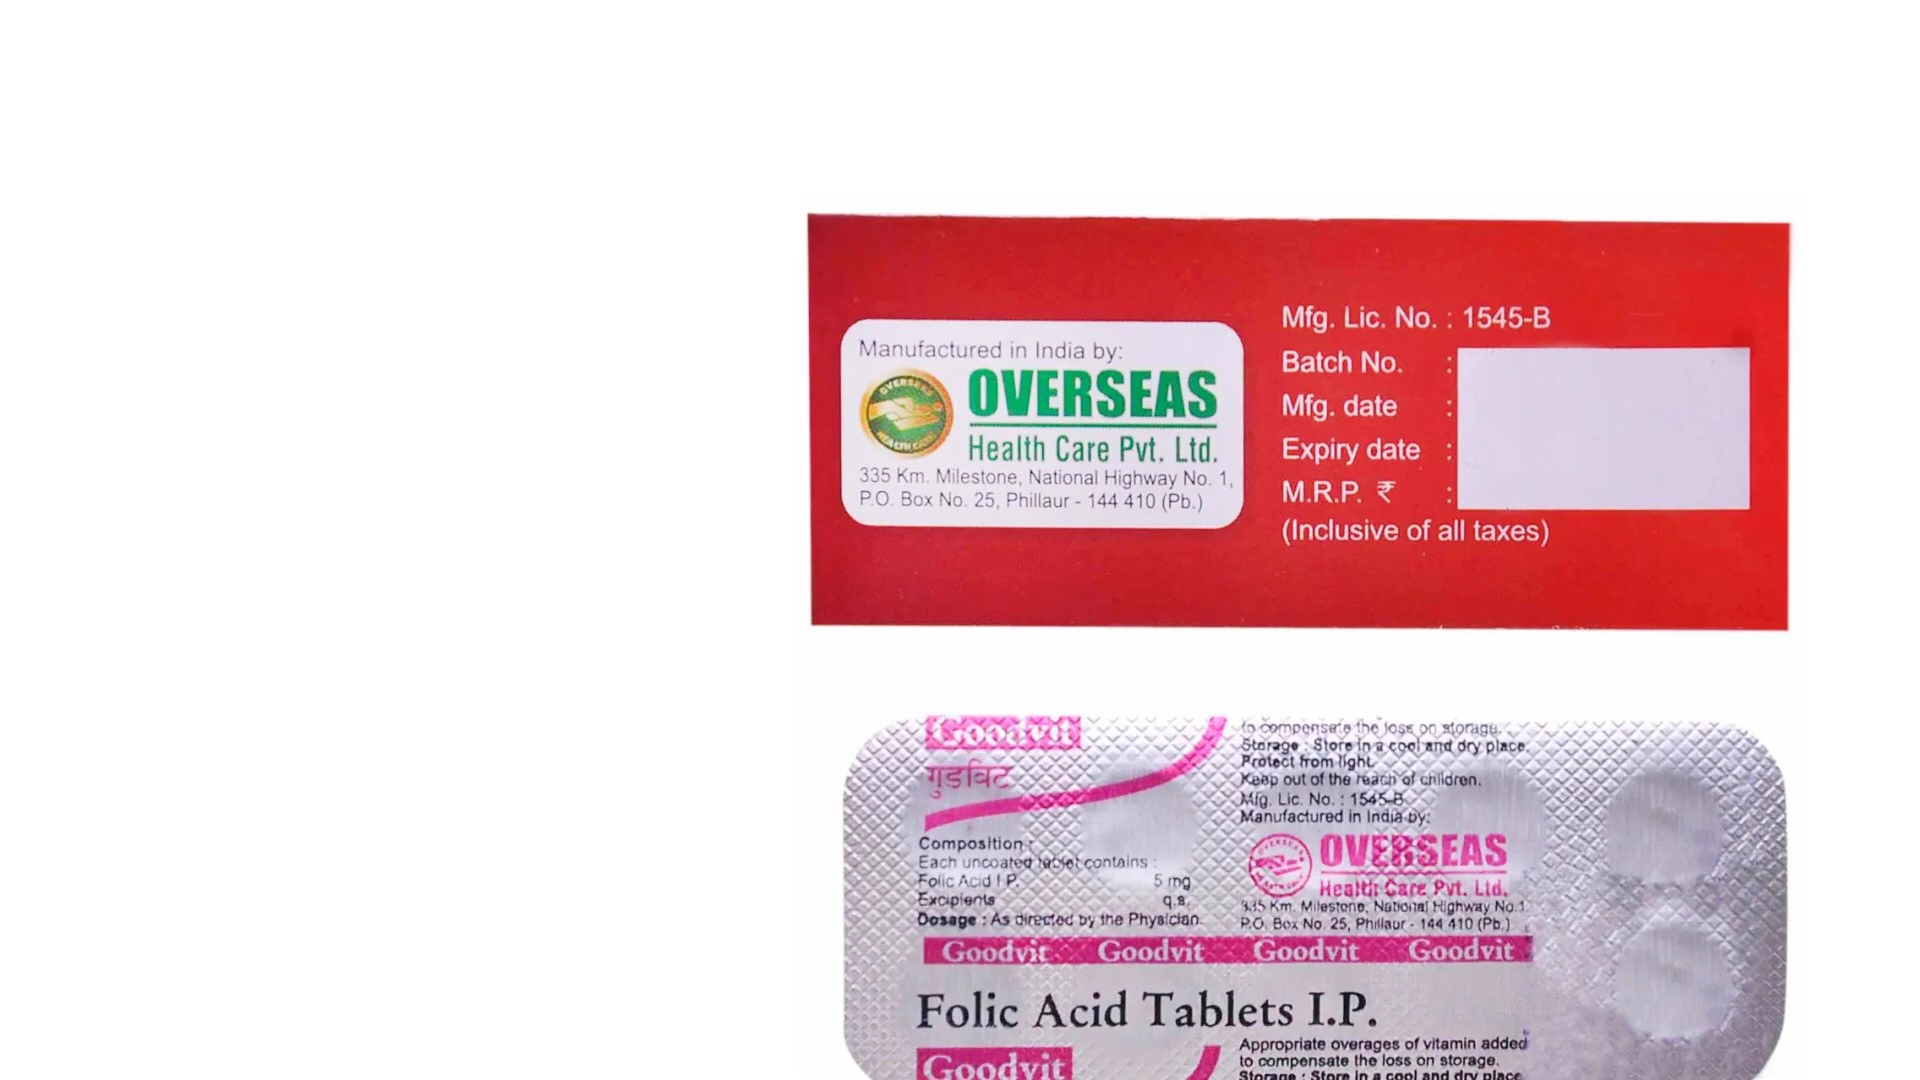 Manufactured in India by:
OVERSEAS
Health Care Pvt. Ltd.
335 Km. Milestone, National Highway No. 1,
P.O. Box No. 25, Phillaur - 144 410 (Pb.)
Mfg. Lic. No. : 1545-B
Batch No. :
Mfg. date :
Expiry date :
M.R.P. ₹ :
(Inclusive of all taxes)
Goodvit
गुडविट
Composition :
Each uncoated tablet contains :
Folic Acid I.P. 5 mg
Excipients q.s.
Dosage : As directed by the Physician.
to compensate the loss on storage.
Storage : Store in a cool and dry place.
Protect from light.
Keep out of the reach of children.
Mfg. Lic. No. : 1545-B
Manufactured in India by:
OVERSEAS
Health Care Pvt. Ltd.
335 Km. Milestone, National Highway No.1
P.O. Box No. 25, Phillaur - 144 410 (Pb.)
Goodvit Goodvit Goodvit Goodvit
Folic Acid Tablets I.P.
Goodvit
Appropriate overages of vitamin added
to compensate the loss on storage.
Storage : Store in a cool and dry place